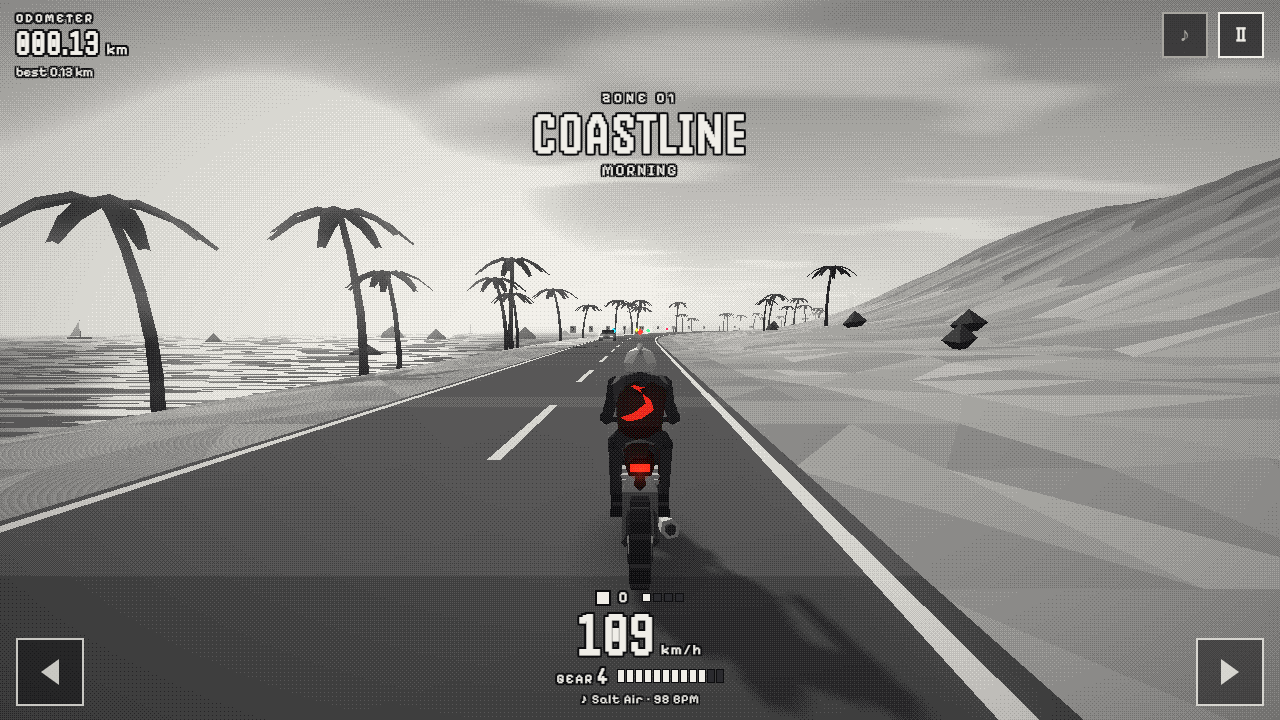 ODOMETER
000.13 km
best 0.13 km
ZONE 01
COASTLINE
MORNING
0
109 km/h
GEAR 4
♪ Salt Air · 98 BPM